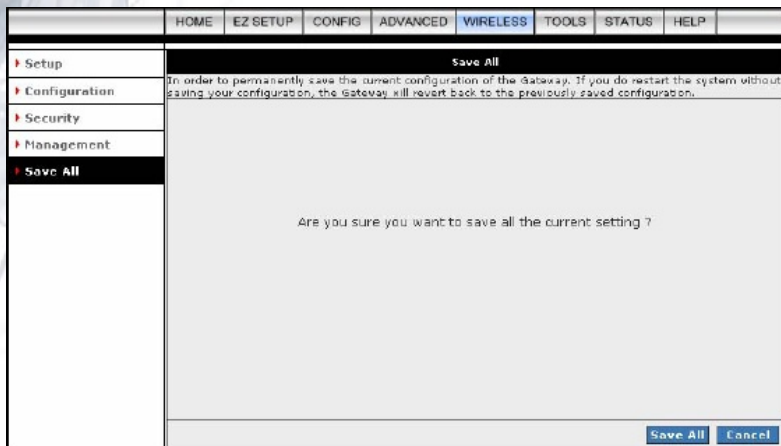 HOME EZ SETUP CONFIG ADVANCED WIRELESS TOOLS STATUS HELP
Setup
Configuration
Security
Management
Save All
Save All
In order to permanently save the current configuration of the Gateway. If you do restart the system without
saving your configuration, the Gateway will revert back to the previously saved configuration.
Are you sure you want to save all the current setting ?
Save All Cancel